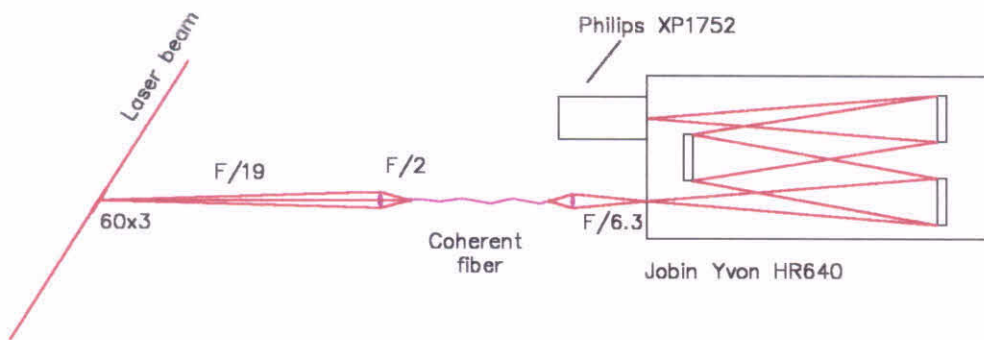 Philips XP1752
Laser beam
F/19
F/2
60x3
Coherent
fiber
F/6.3
Jobin Yvon HR640